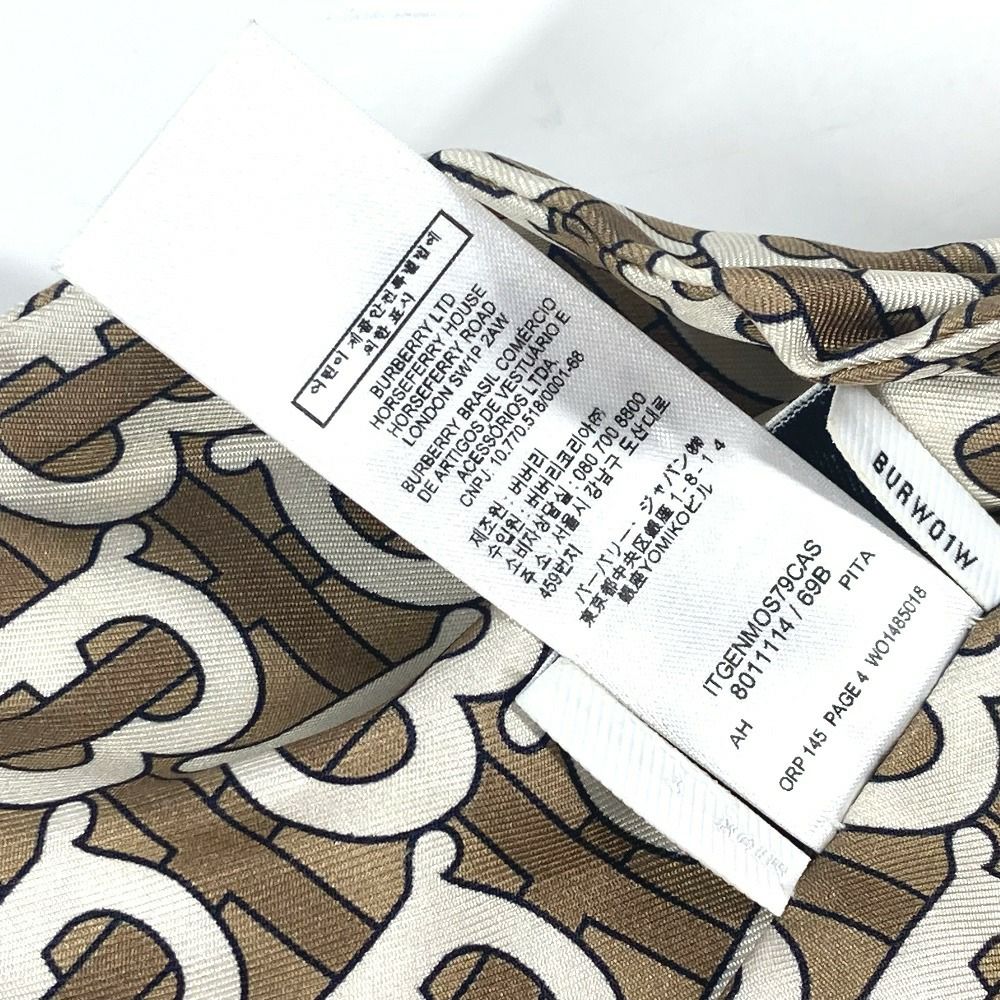 어린이 제품안전특별법에
의한 표시
BURBERRY LTD
HORSEFERRY HOUSE
HORSEFERRY ROAD
LONDON SW1P 2AW
BURBERRY BRASIL COMERCIO
DE ARTIGOS DE VESTUARIO E
ACESSÓRIOS LTDA.
CNPJ: 10.770.518/0001-68
제조원: 버버리
수입원: 버버리코리아㈜
소비자상담실: 080 700 8800
주 소: 서울시 강남구 도산대로
459번지
バーバリー・ジャパン㈱
東京都中央区銀座1-8-14
銀座YOMIKOビル
ITGENMOS79CAS
8011114 / 69B
AH PITA
ORP 145 PAGE 4 WO1485018
BURW01W